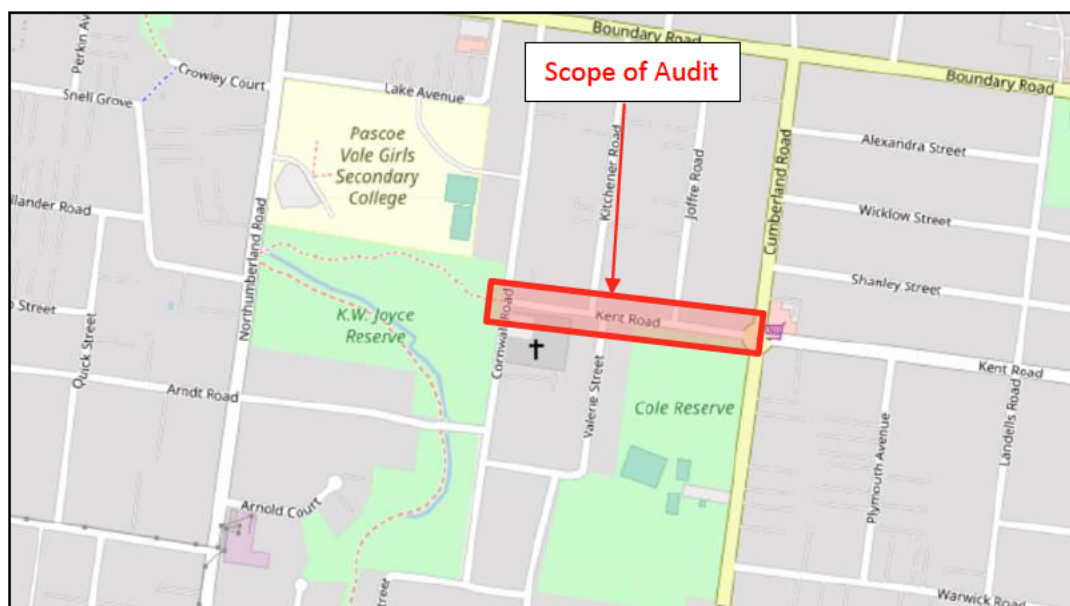 Boundary Road
Perkin Av
Scope of Audit
Crowley Court
Boundary Road
Snell Grove
Lake Avenue
Pascoe
Vale Girls
Secondary
College
Alexandra Street
Kitchener Road
Joffre Road
Cumberland Road
llander Road
Wicklow Street
Northumberland Road
Shanley Street
Street
K.W. Joyce
Reserve
Cornwall Road
Kent Road
Quick Street
Kent Road
Arndt Road
Valerie Street
Cole Reserve
Plymouth Avenue
Landells Road
Arnold Court
Street
Warwick Road